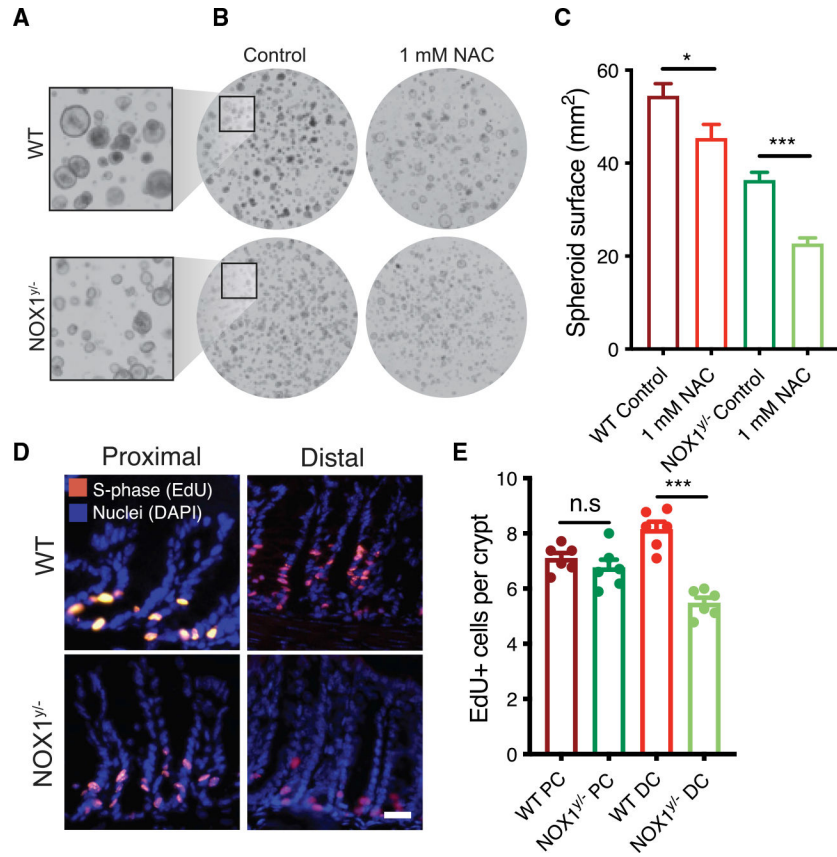 A
B
Control
1 mM NAC
WT
NOX1y/-
C
Spheroid surface (mm2)
60
40
20
0
*
***
WT Control
1 mM NAC
NOX1y/- Control
1 mM NAC
D
Proximal
Distal
S-phase (EdU)
Nuclei (DAPI)
WT
NOX1y/-
E
EdU+ cells per crypt
10
8
6
4
2
0
n.s
***
WT PC
NOX1y/- PC
WT DC
NOX1y/- DC